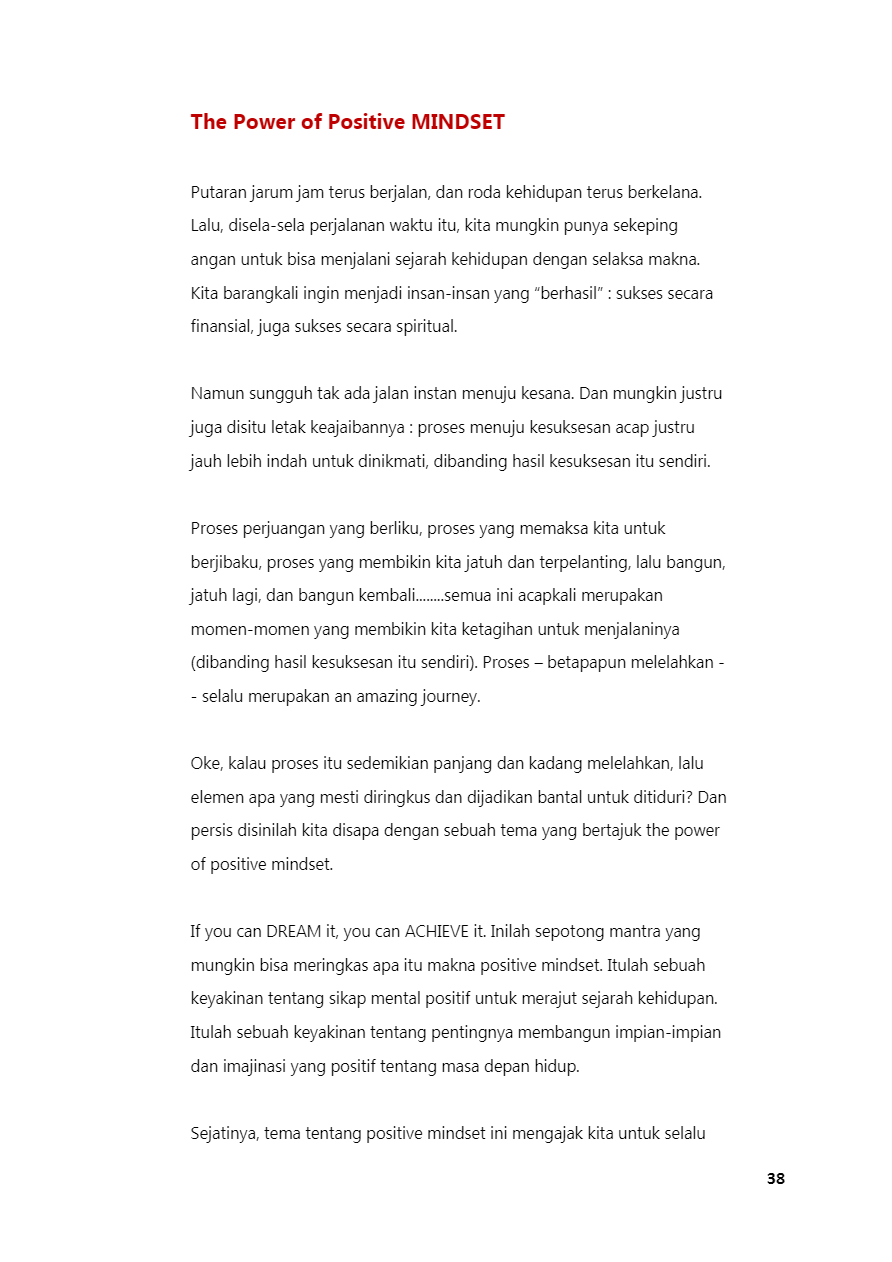 The Power of Positive MINDSET
Putaran jarum jam terus berjalan, dan roda kehidupan terus berkelana.
Lalu, disela-sela perjalanan waktu itu, kita mungkin punya sekeping
angan untuk bisa menjalani sejarah kehidupan dengan selaksa makna.
Kita barangkali ingin menjadi insan-insan yang “berhasil” : sukses secara
finansial, juga sukses secara spiritual.
Namun sungguh tak ada jalan instan menuju kesana. Dan mungkin justru
juga disitu letak keajaibannya : proses menuju kesuksesan acap justru
jauh lebih indah untuk dinikmati, dibanding hasil kesuksesan itu sendiri.
Proses perjuangan yang berliku, proses yang memaksa kita untuk
berjibaku, proses yang membikin kita jatuh dan terpelanting, lalu bangun,
jatuh lagi, dan bangun kembali........semua ini acapkali merupakan
momen-momen yang membikin kita ketagihan untuk menjalaninya
(dibanding hasil kesuksesan itu sendiri). Proses – betapapun melelahkan -
- selalu merupakan an amazing journey.
Oke, kalau proses itu sedemikian panjang dan kadang melelahkan, lalu
elemen apa yang mesti diringkus dan dijadikan bantal untuk ditiduri? Dan
persis disinilah kita disapa dengan sebuah tema yang bertajuk the power
of positive mindset.
If you can DREAM it, you can ACHIEVE it. Inilah sepotong mantra yang
mungkin bisa meringkas apa itu makna positive mindset. Itulah sebuah
keyakinan tentang sikap mental positif untuk merajut sejarah kehidupan.
Itulah sebuah keyakinan tentang pentingnya membangun impian-impian
dan imajinasi yang positif tentang masa depan hidup.
Sejatinya, tema tentang positive mindset ini mengajak kita untuk selalu
38